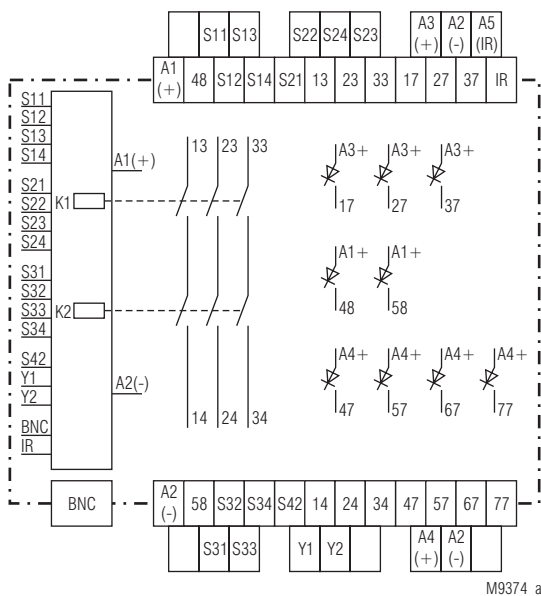 S11 S13 S22 S24 S23 A3 (+) A2 (-) A5 (IR)
A1 (+) 48 S12 S14 S21 13 23 33 17 27 37 IR
S11
S12
S13
S14
S21
S22
S23
S24
S31
S32
S33
S34
S42
Y1
Y2
BNC
IR
K1
K2
A1(+)
A2(-)
13 23 33
14 24 34
A3+ A3+ A3+
17 27 37
A1+ A1+
48 58
A4+ A4+ A4+ A4+
47 57 67 77
BNC
A2 (-) 58 S32 S34 S42 14 24 34 47 57 67 77
S31 S33 Y1 Y2 A4 (+) A2 (-)
M9374_a